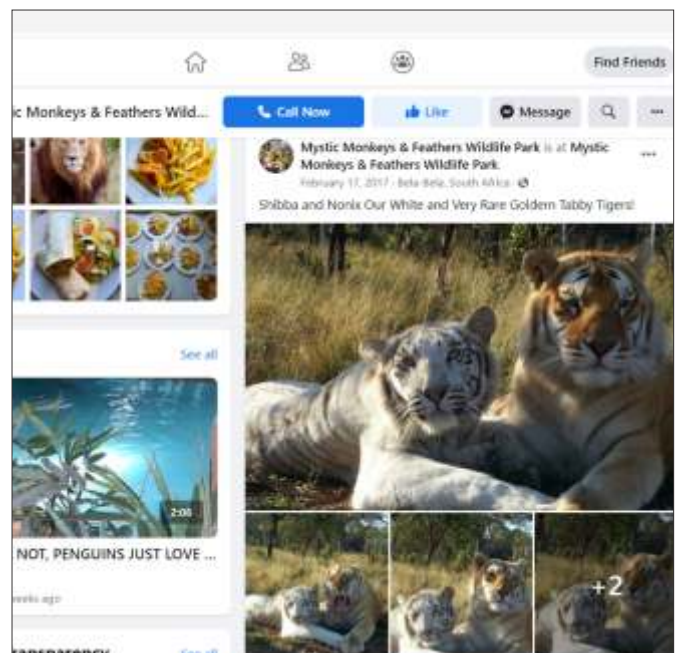 Find Friends
ic Monkeys & Feathers Wild...
Call Now
Like
Message
Mystic Monkeys & Feathers Wildlife Park is at Mystic
Monkeys & Feathers Wildlife Park.
February 17, 2017 · Bela-Bela, South Africa ·
Shibba and Nonix Our White and Very Rare Goldern Tabby Tigers!
See all
2:06
NOT, PENGUINS JUST LOVE ...
weeks ago
+2
ransparency
See all